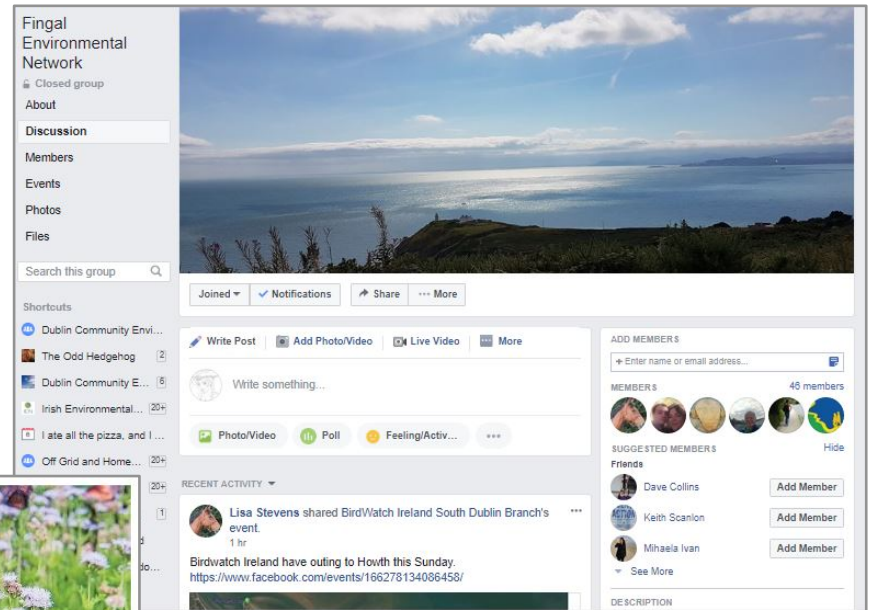 Fingal
Environmental
Network
Closed group
About
Discussion
Members
Events
Photos
Files
Search this group
Shortcuts
Dublin Community Envi...
The Odd Hedgehog 2
Dublin Community E... 6
Irish Environmental... 20+
I ate all the pizza, and I ...
Off Grid and Home... 20+
20+
1
do...
Joined
Notifications
Share
More
Write Post
Add Photo/Video
Live Video
More
Write something...
Photo/Video
Poll
Feeling/Activ...
RECENT ACTIVITY
Lisa Stevens shared BirdWatch Ireland South Dublin Branch's
event.
1 hr
Birdwatch Ireland have outing to Howth this Sunday.
https://www.facebook.com/events/166278134086458/
ADD MEMBERS
+ Enter name or email address...
MEMBERS 46 members
SUGGESTED MEMBERS Hide
Friends
Dave Collins Add Member
Keith Scanlon Add Member
Mihaela Ivan Add Member
See More
DESCRIPTION